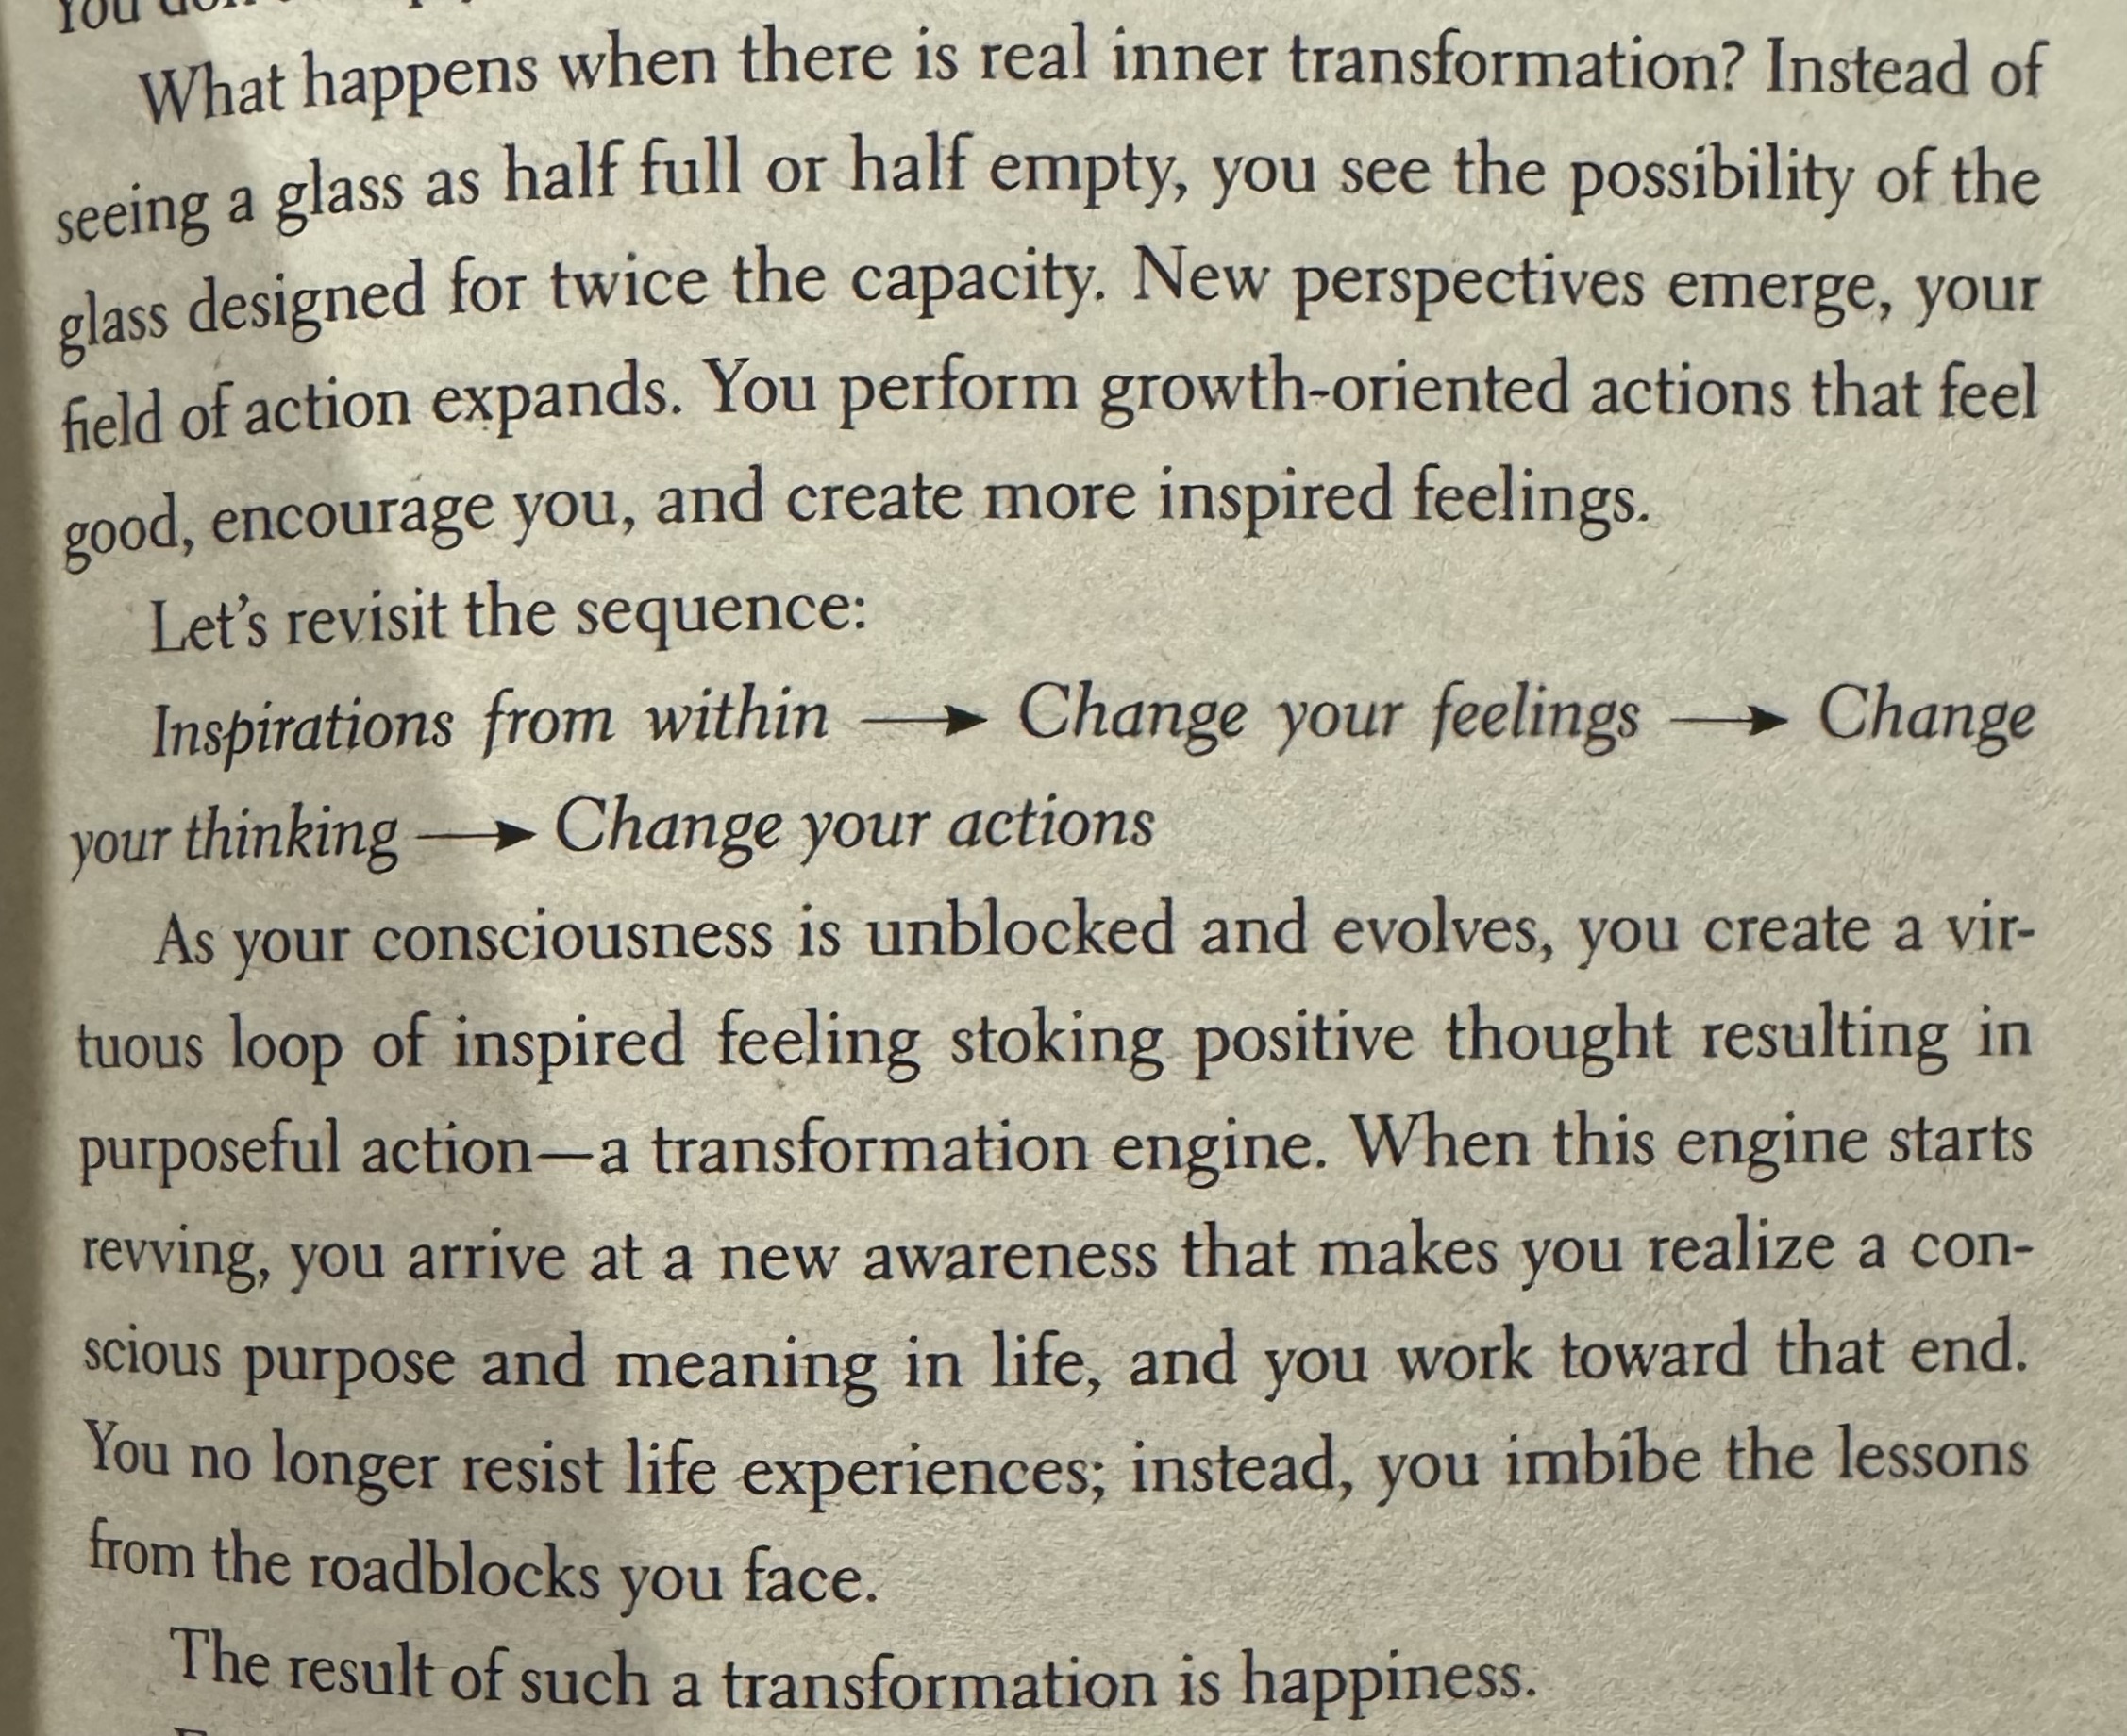 What happens when there is real inner transformation? Instead of
seeing a glass as half full or half empty, you see the possibility of the
glass designed for twice the capacity. New perspectives emerge, your
field of action expands. You perform growth-oriented actions that feel
good, encourage you, and create more inspired feelings.
Let’s revisit the sequence:
Inspirations from within → Change your feelings → Change
your thinking → Change your actions
As your consciousness is unblocked and evolves, you create a vir-
tuous loop of inspired feeling stoking positive thought resulting in
purposeful action—a transformation engine. When this engine starts
revving, you arrive at a new awareness that makes you realize a con-
scious purpose and meaning in life, and you work toward that end.
You no longer resist life experiences; instead, you imbibe the lessons
from the roadblocks you face.
The result of such a transformation is happiness.